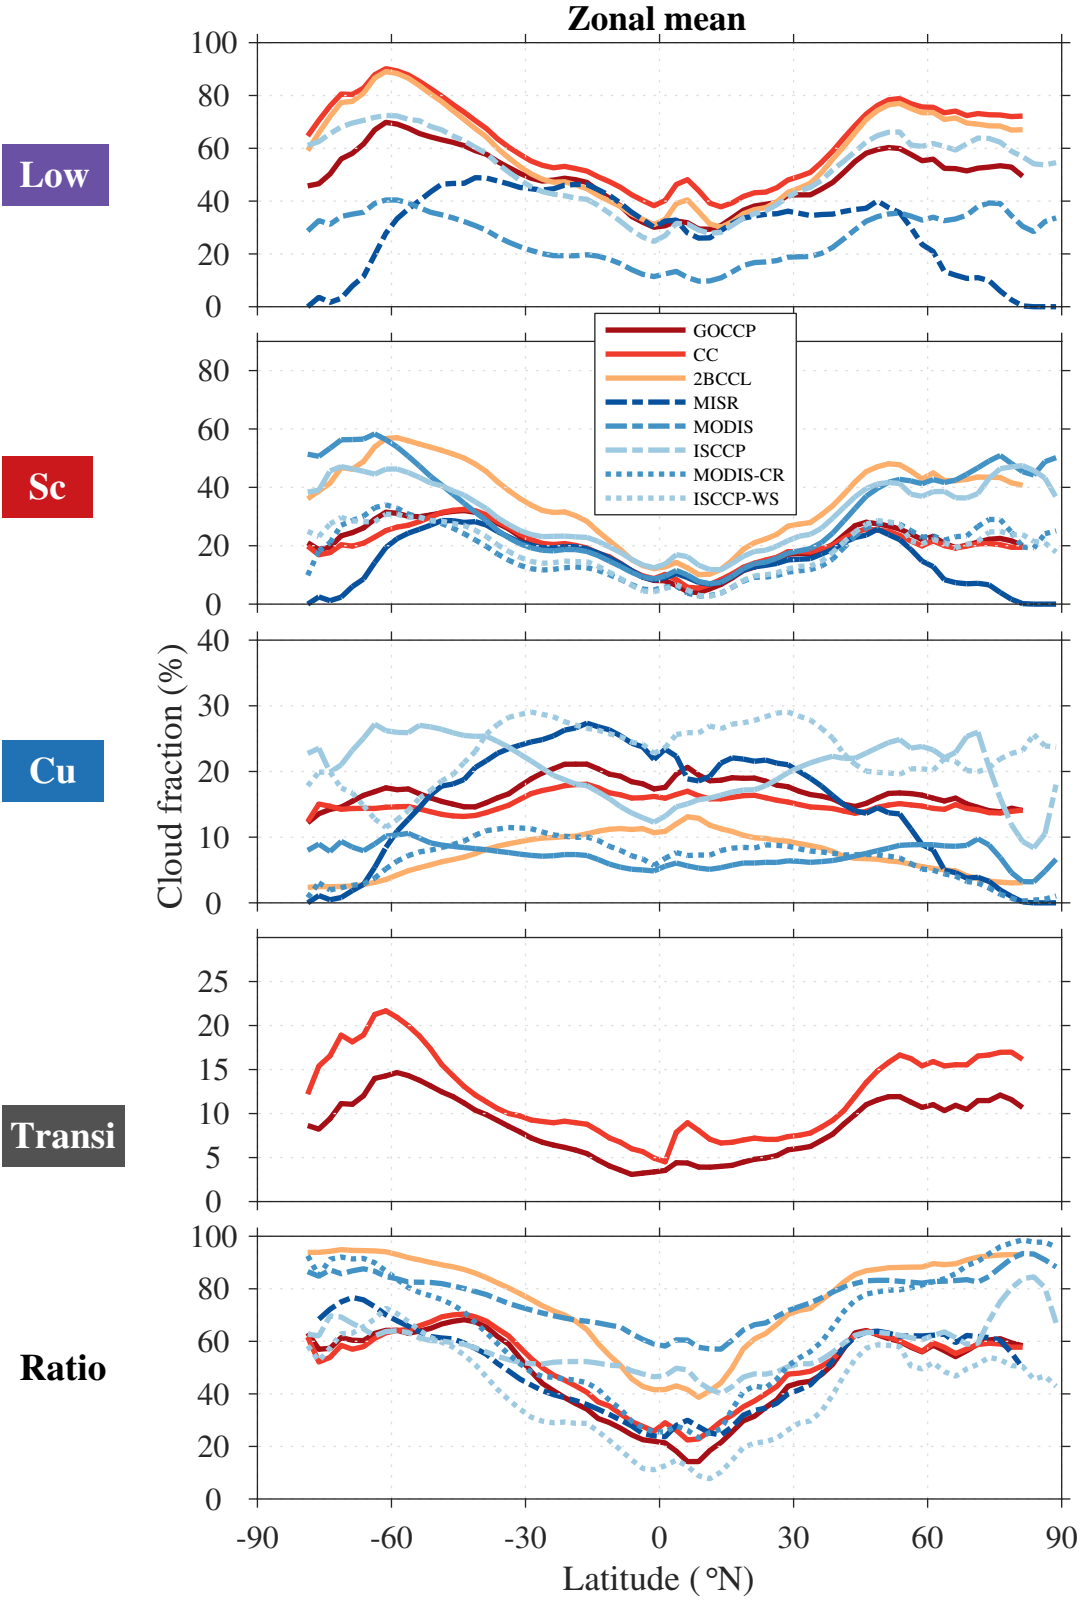 Zonal mean
100
80
60
40
20
0
Low
GOCCP
CC
2BCCL
MISR
MODIS
ISCCP
MODIS-CR
ISCCP-WS
80
60
40
20
0
Sc
40
30
20
10
0
Cu
Cloud fraction (%)
25
20
15
10
5
0
Transi
100
80
60
40
20
0
Ratio
-90 -60 -30 0 30 60 90
Latitude (°N)